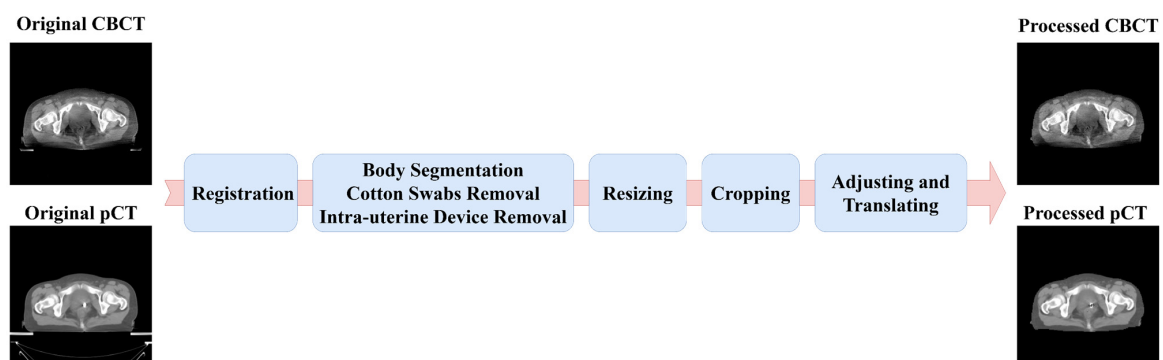 Original CBCT
Processed CBCT
Registration
Body Segmentation
Cotton Swabs Removal
Intra-uterine Device Removal
Resizing
Cropping
Adjusting and
Translating
Original pCT
Processed pCT